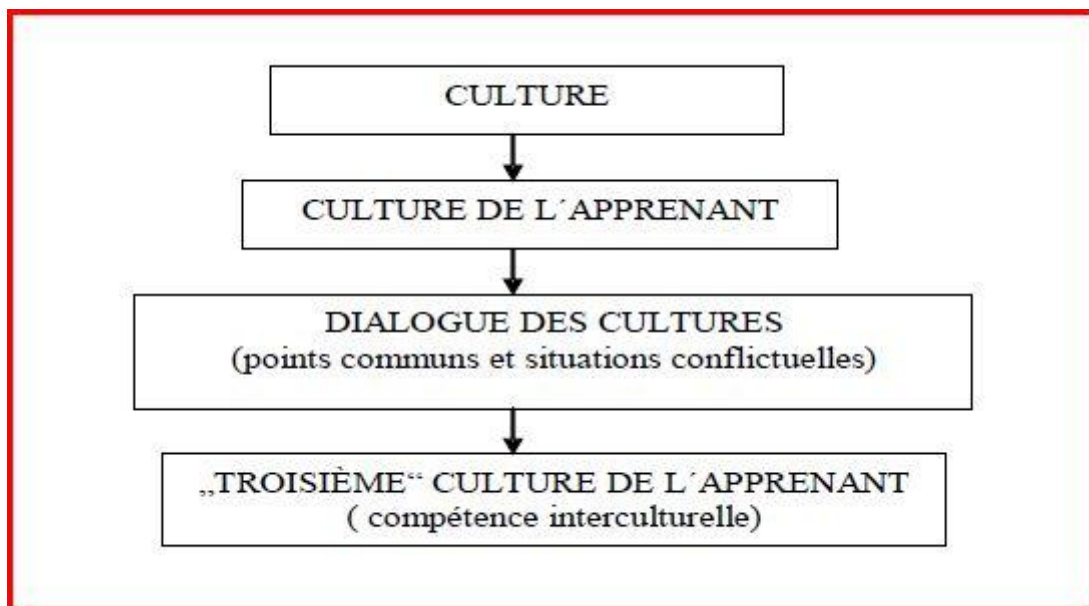 CULTURE
CULTURE DE L´APPRENANT
DIALOGUE DES CULTURES
(points communs et situations conflictuelles)
„TROISIÈME“ CULTURE DE L´APPRENANT
( compétence interculturelle)